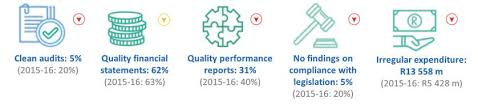 Clean audits: 5%
(2015-16: 20%)
Quality financial
statements: 62%
(2015-16: 63%)
Quality performance
reports: 31%
(2015-16: 40%)
No findings on
compliance with
legislation: 5%
(2015-16: 20%)
R
Irregular expenditure:
R13 558 m
(2015-16: R5 428 m)